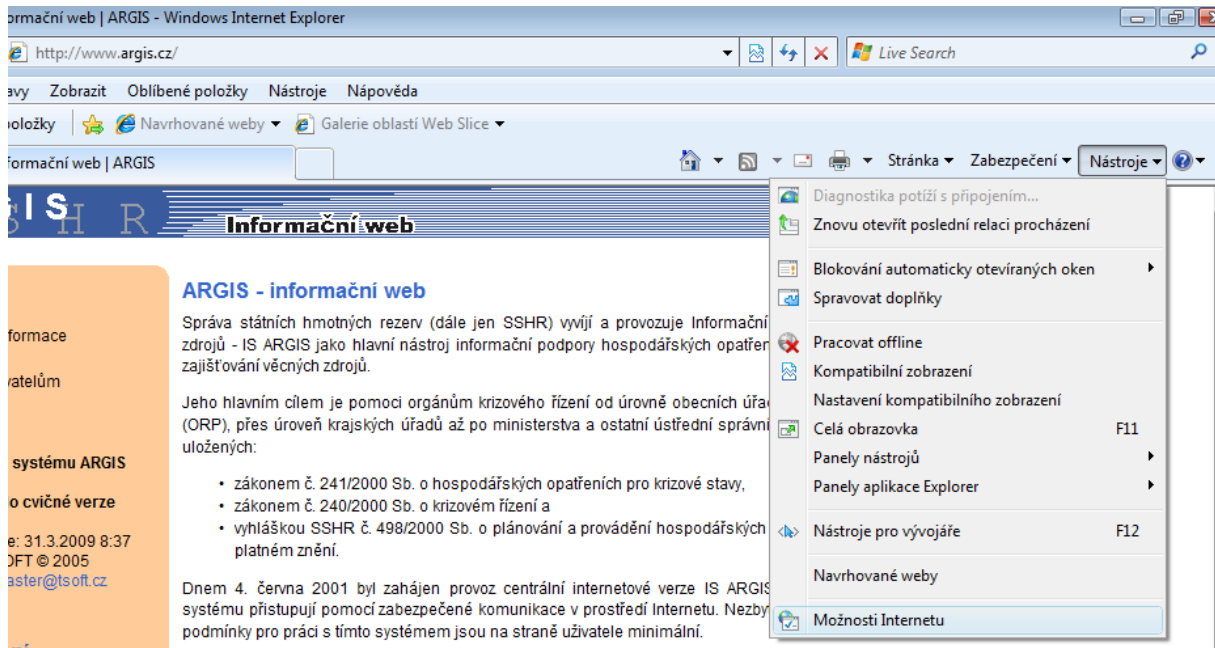 ormační web | ARGIS - Windows Internet Explorer
http://www.argis.cz/
Live Search
avy Zobrazit Oblíbené položky Nástroje Nápověda
položky Navrhované weby Galerie oblastí Web Slice
formační web | ARGIS
Stránka Zabezpečení Nástroje
GIS
S H R
Informační web
Diagnostika potíží s připojením...
Znovu otevřít poslední relaci procházení
Blokování automaticky otevíraných oken
Spravovat doplňky
Pracovat offline
Kompatibilní zobrazení
Nastavení kompatibilního zobrazení
Celá obrazovka F11
Panely nástrojů
Panely aplikace Explorer
Nástroje pro vývojáře F12
Navrhované weby
Možnosti Internetu
formace
vatelům
systému ARGIS
o cvičné verze
e: 31.3.2009 8:37
OFT © 2005
aster@tsoft.cz
ARGIS - informační web
Správa státních hmotných rezerv (dále jen SSHR) vyvíjí a provozuje Informační
zdrojů - IS ARGIS jako hlavní nástroj informační podpory hospodářských opatřen
zajišťování věcných zdrojů.
Jeho hlavním cílem je pomoci orgánům krizového řízení od úrovně obecních úřa
(ORP), přes úroveň krajských úřadů až po ministerstva a ostatní ústřední správní
uložených:
• zákonem č. 241/2000 Sb. o hospodářských opatřeních pro krizové stavy,
• zákonem č. 240/2000 Sb. o krizovém řízení a
• vyhláškou SSHR č. 498/2000 Sb. o plánování a provádění hospodářských
platném znění.
Dnem 4. června 2001 byl zahájen provoz centrální internetové verze IS ARGIS
systému přistupují pomocí zabezpečené komunikace v prostředí Internetu. Nezby
podmínky pro práci s tímto systémem jsou na straně uživatele minimální.